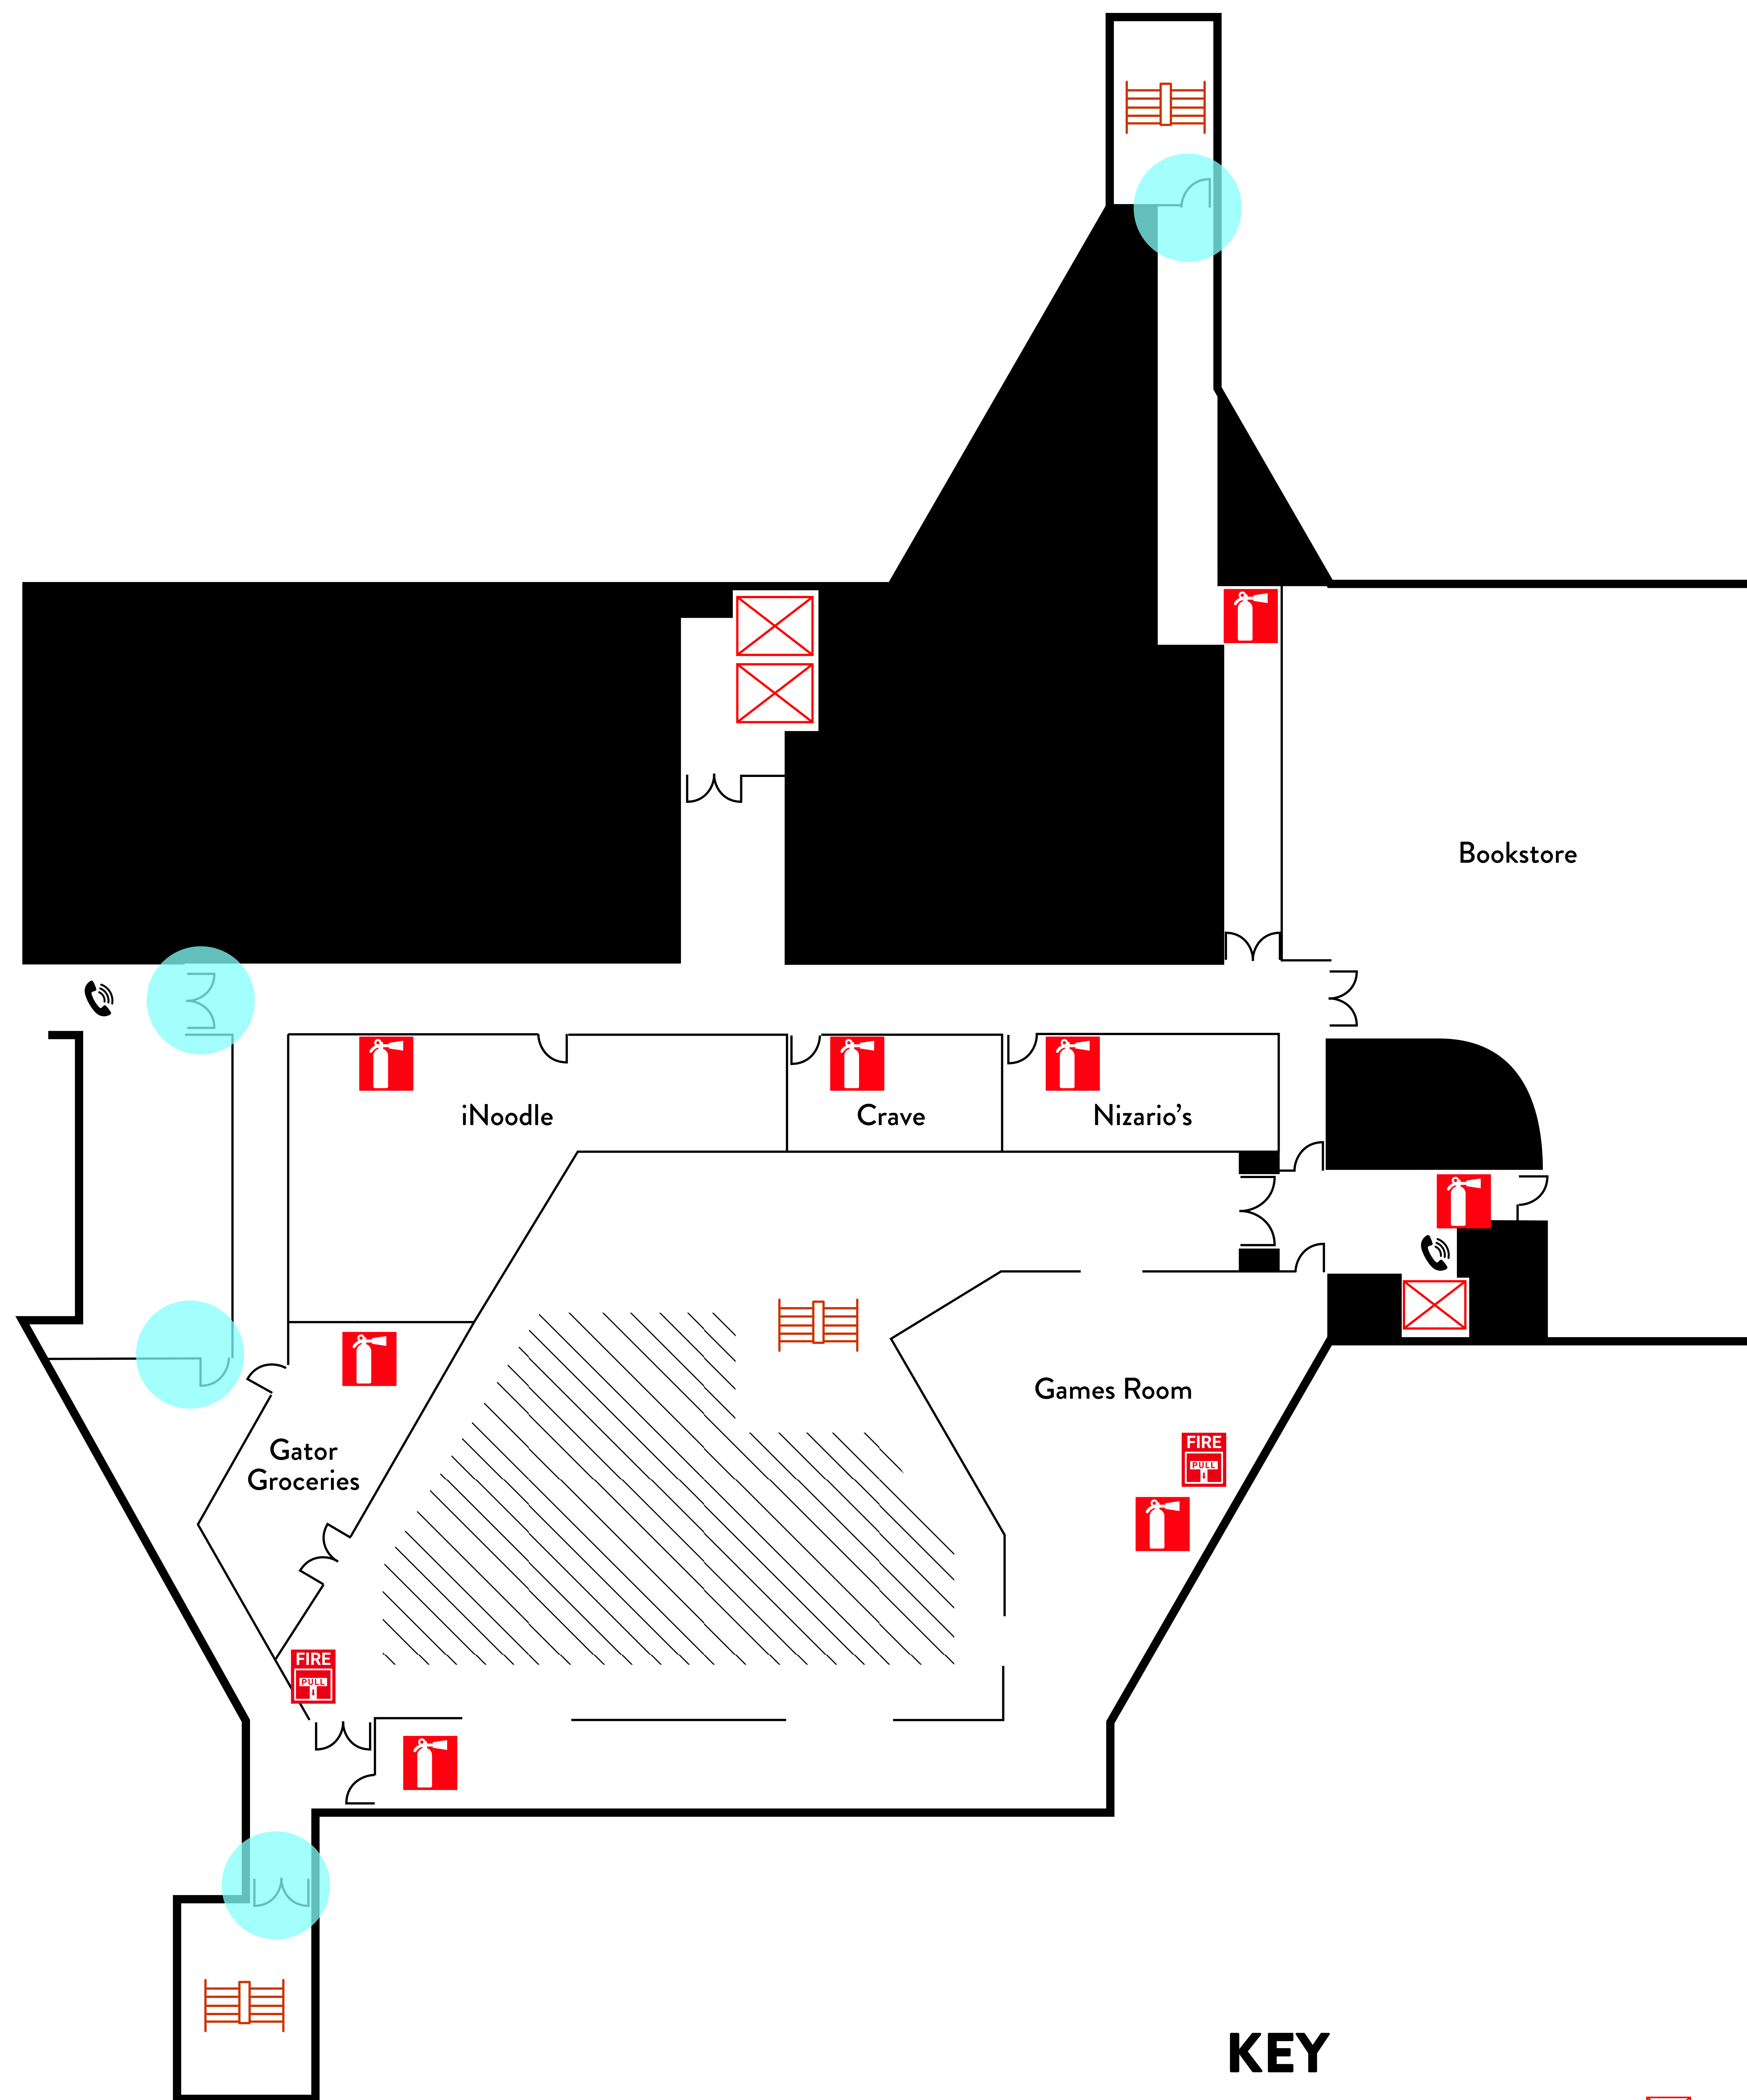 Bookstore
iNoodle
Crave
Nizario’s
Games Room
Gator
Groceries
FIRE
PULL
FIRE
PULL
KEY